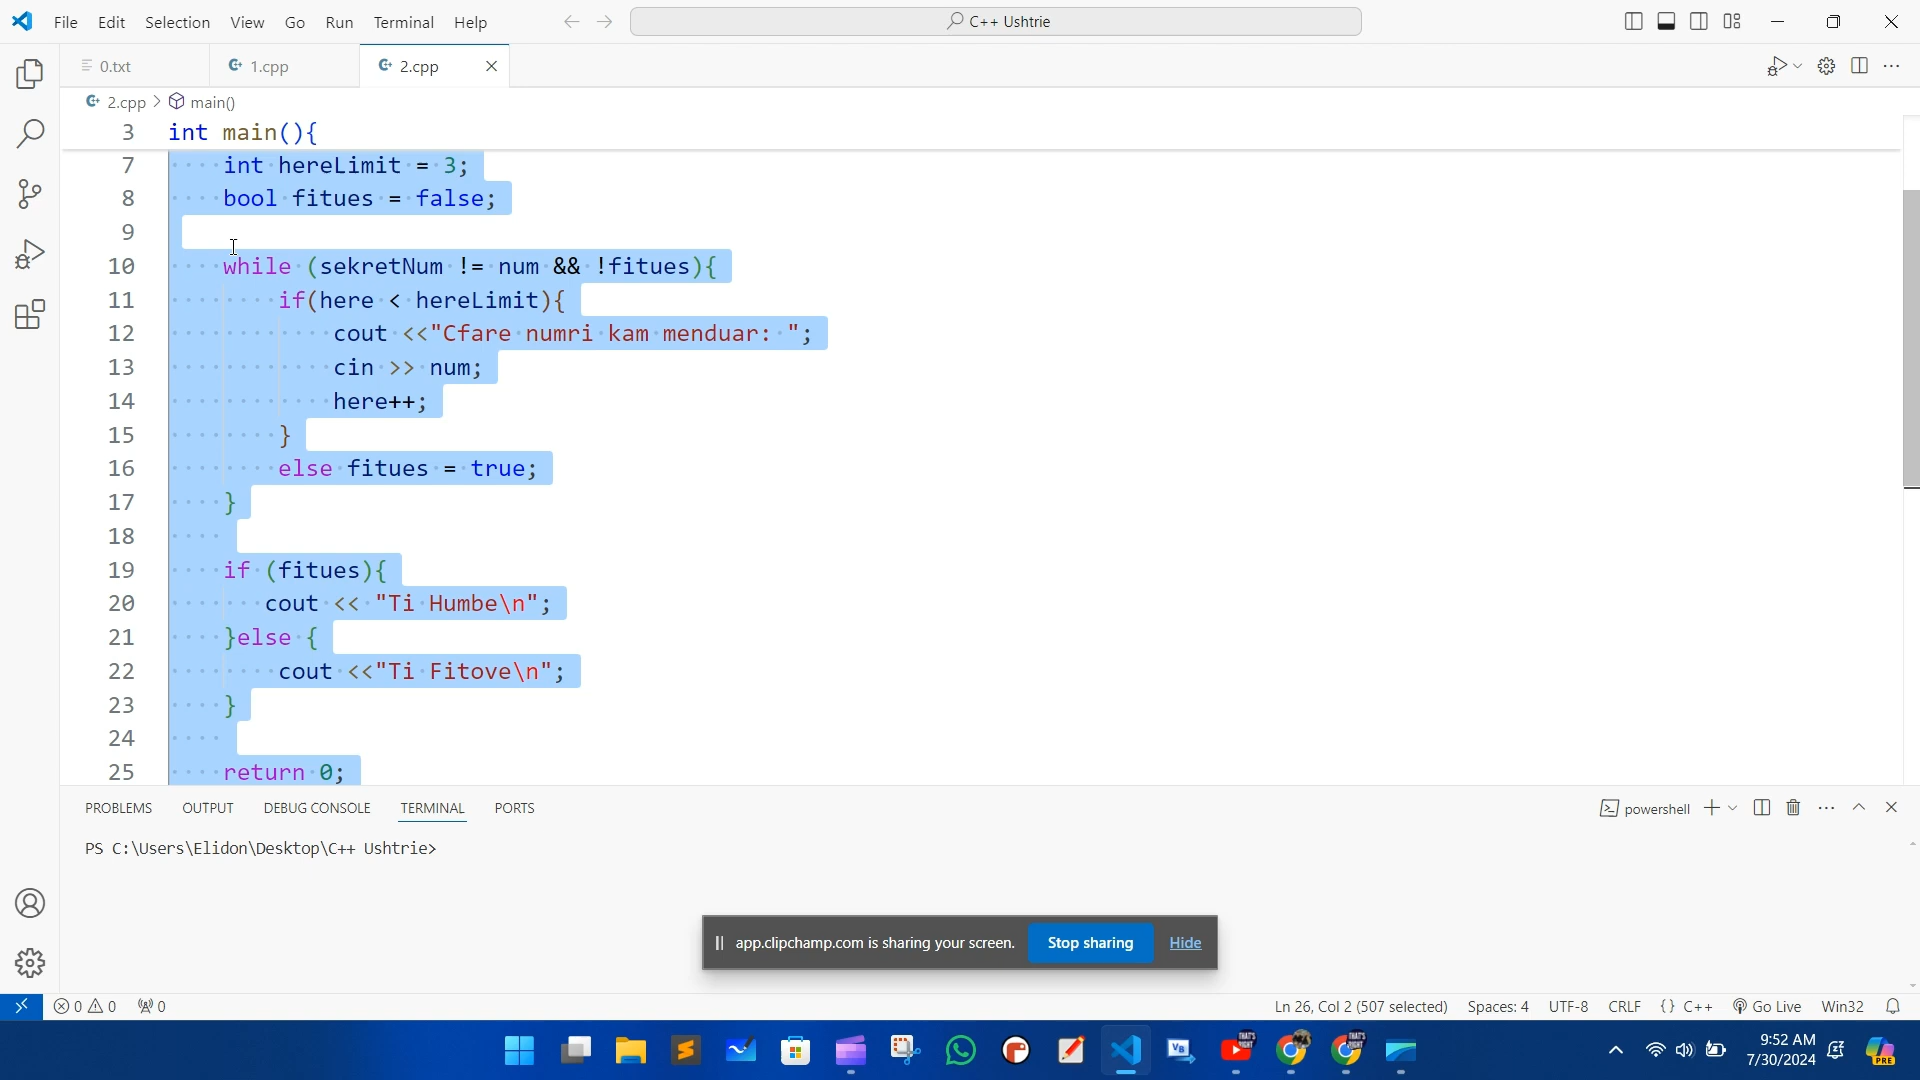 File Edit Selection View Go Run Terminal Help
C++ Ushtrie
0.txt 1.cpp 2.cpp
2.cpp > main()
3 int main(){
7 int hereLimit = 3;
8 bool fitues = false;
9
10 while (sekretNum != num && !fitues){
11 if(here < hereLimit){
12 cout <<"Cfare numri kam menduar: ";
13 cin >> num;
14 here++;
15 }
16 else fitues = true;
17 }
18
19 if (fitues){
20 cout << "Ti Humbe\n";
21 }else {
22 cout <<"Ti Fitove\n";
23 }
24
25 return 0;
PROBLEMS OUTPUT DEBUG CONSOLE TERMINAL PORTS
powershell
PS C:\Users\Elidon\Desktop\C++ Ushtrie>
app.clipchamp.com is sharing your screen. Stop sharing Hide
0 0 0 Ln 26, Col 2 (507 selected) Spaces: 4 UTF-8 CRLF {} C++ Go Live Win32
9:52 AM
7/30/2024
PRE